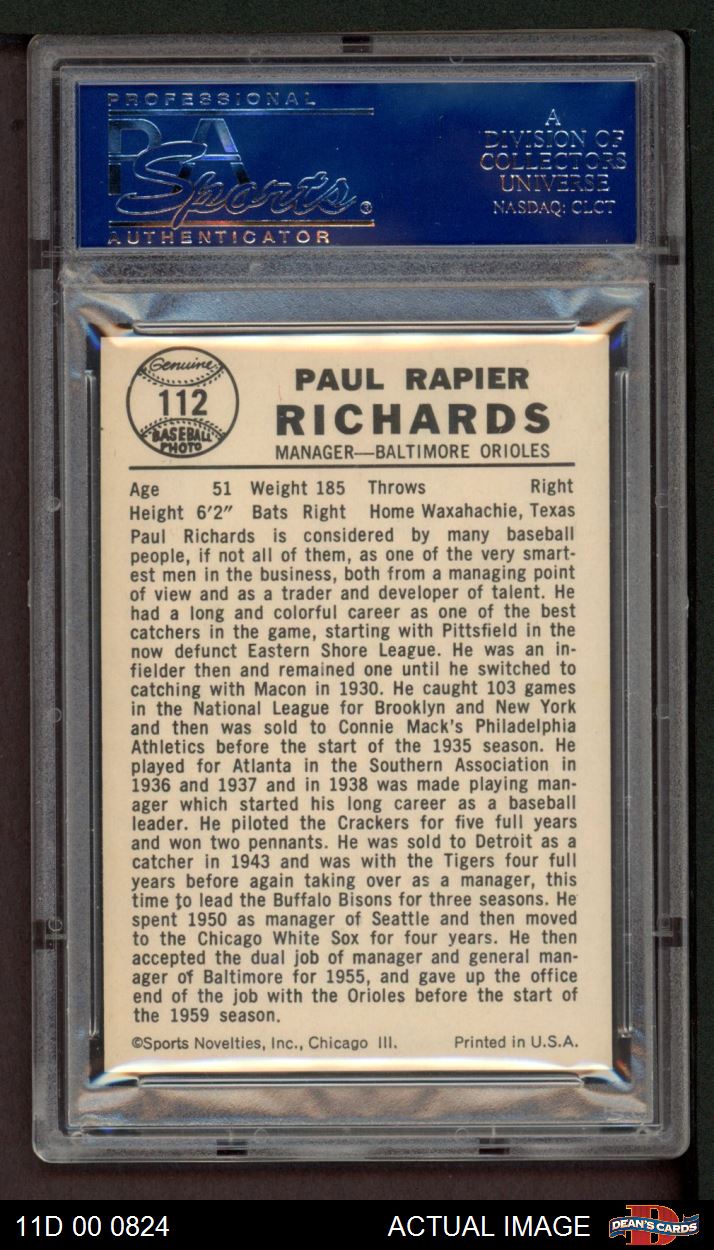 PROFESSIONAL
PSA
Sports®
AUTHENTICATOR
A
DIVISION OF
COLLECTORS
UNIVERSE
NASDAQ: CLCT
Genuine
112
BASEBALL
PHOTO
PAUL RAPIER
RICHARDS
MANAGER—BALTIMORE ORIOLES
Age 51 Weight 185 Throws Right
Height 6'2" Bats Right Home Waxahachie, Texas
Paul Richards is considered by many baseball
people, if not all of them, as one of the very smart-
est men in the business, both from a managing point
of view and as a trader and developer of talent. He
had a long and colorful career as one of the best
catchers in the game, starting with Pittsfield in the
now defunct Eastern Shore League. He was an in-
fielder then and remained one until he switched to
catching with Macon in 1930. He caught 103 games
in the National League for Brooklyn and New York
and then was sold to Connie Mack's Philadelphia
Athletics before the start of the 1935 season. He
played for Atlanta in the Southern Association in
1936 and 1937 and in 1938 was made playing man-
ager which started his long career as a baseball
leader. He piloted the Crackers for five full years
and won two pennants. He was sold to Detroit as a
catcher in 1943 and was with the Tigers four full
years before again taking over as a manager, this
time to lead the Buffalo Bisons for three seasons. He
spent 1950 as manager of Seattle and then moved
to the Chicago White Sox for four years. He then
accepted the dual job of manager and general man-
ager of Baltimore for 1955, and gave up the office
end of the job with the Orioles before the start of
the 1959 season.
©Sports Novelties, Inc., Chicago Ill. Printed in U.S.A.
11D 00 0824 ACTUAL IMAGE DEAN'S CARDS